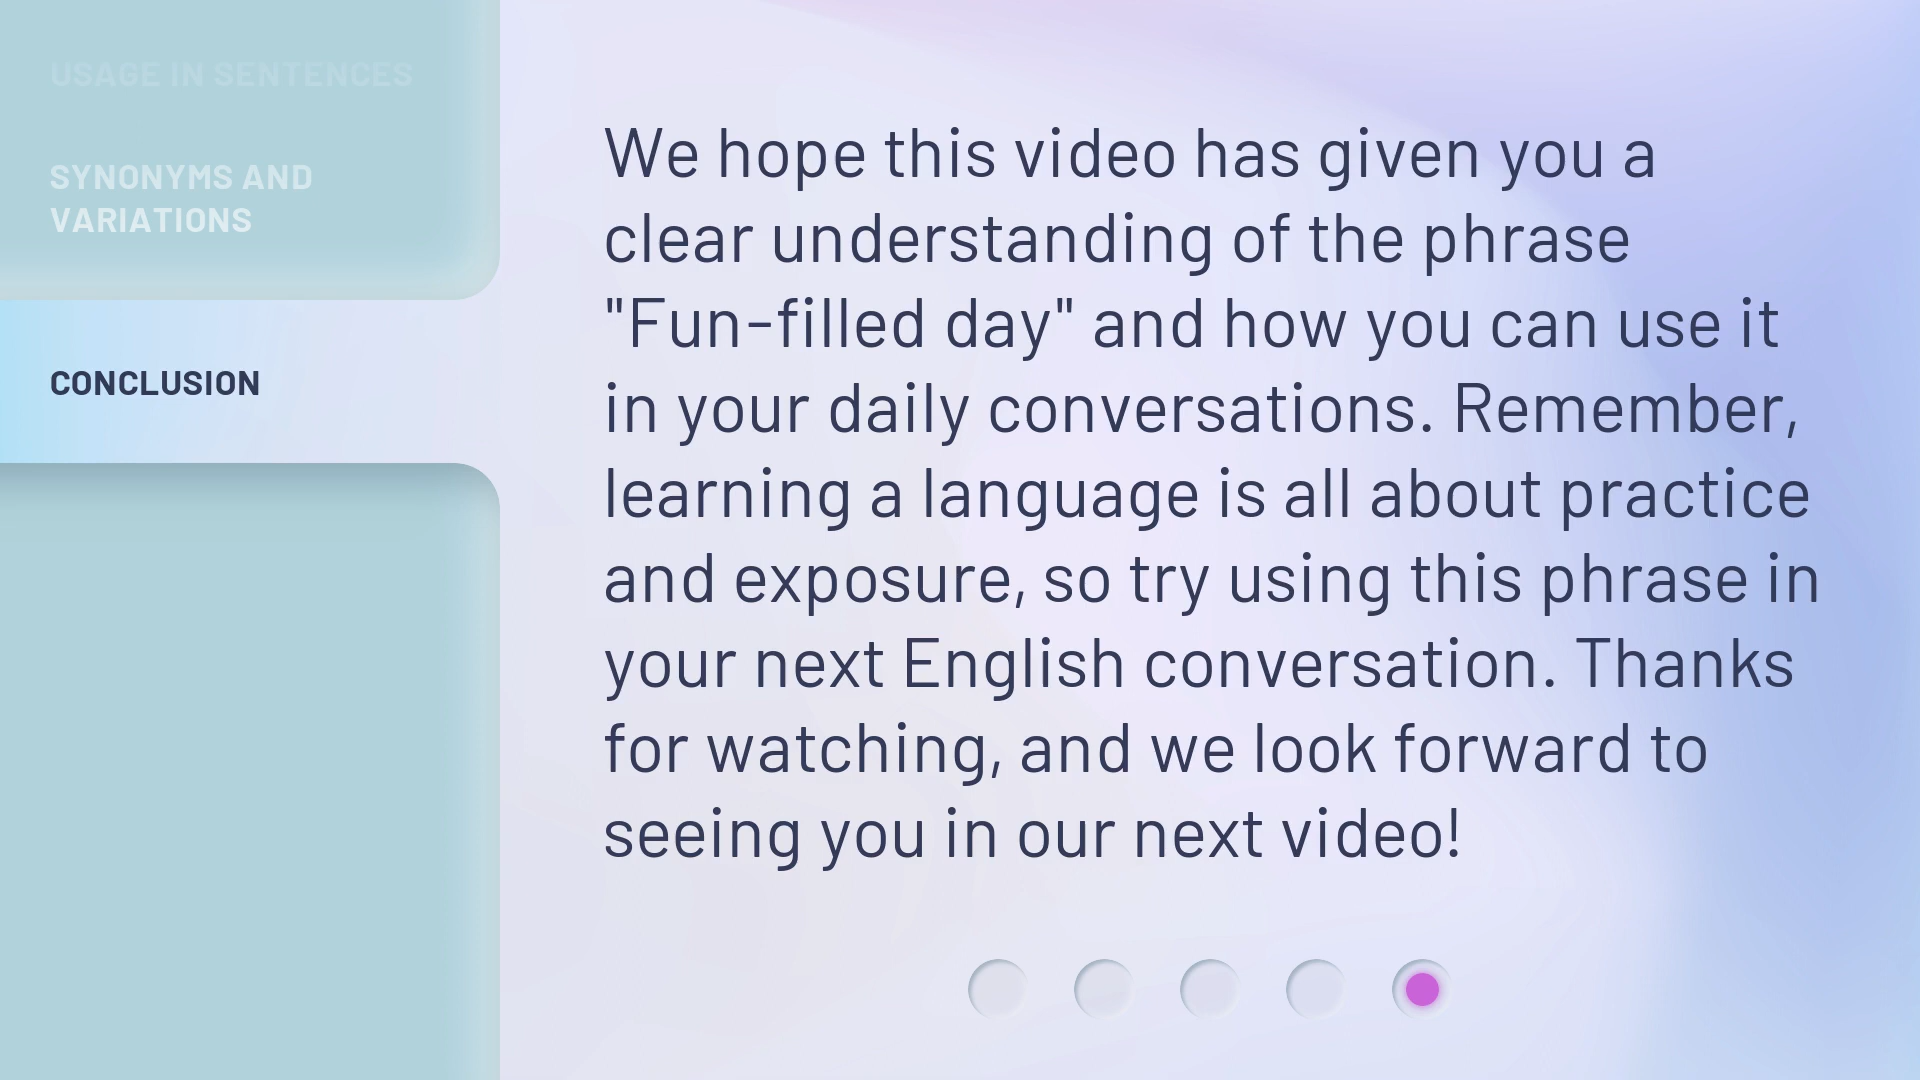 USAGE IN SENTENCES
SYNONYMS AND
VARIATIONS
CONCLUSION
We hope this video has given you a
clear understanding of the phrase
"Fun-filled day" and how you can use it
in your daily conversations. Remember,
learning a language is all about practice
and exposure, so try using this phrase in
your next English conversation. Thanks
for watching, and we look forward to
seeing you in our next video!